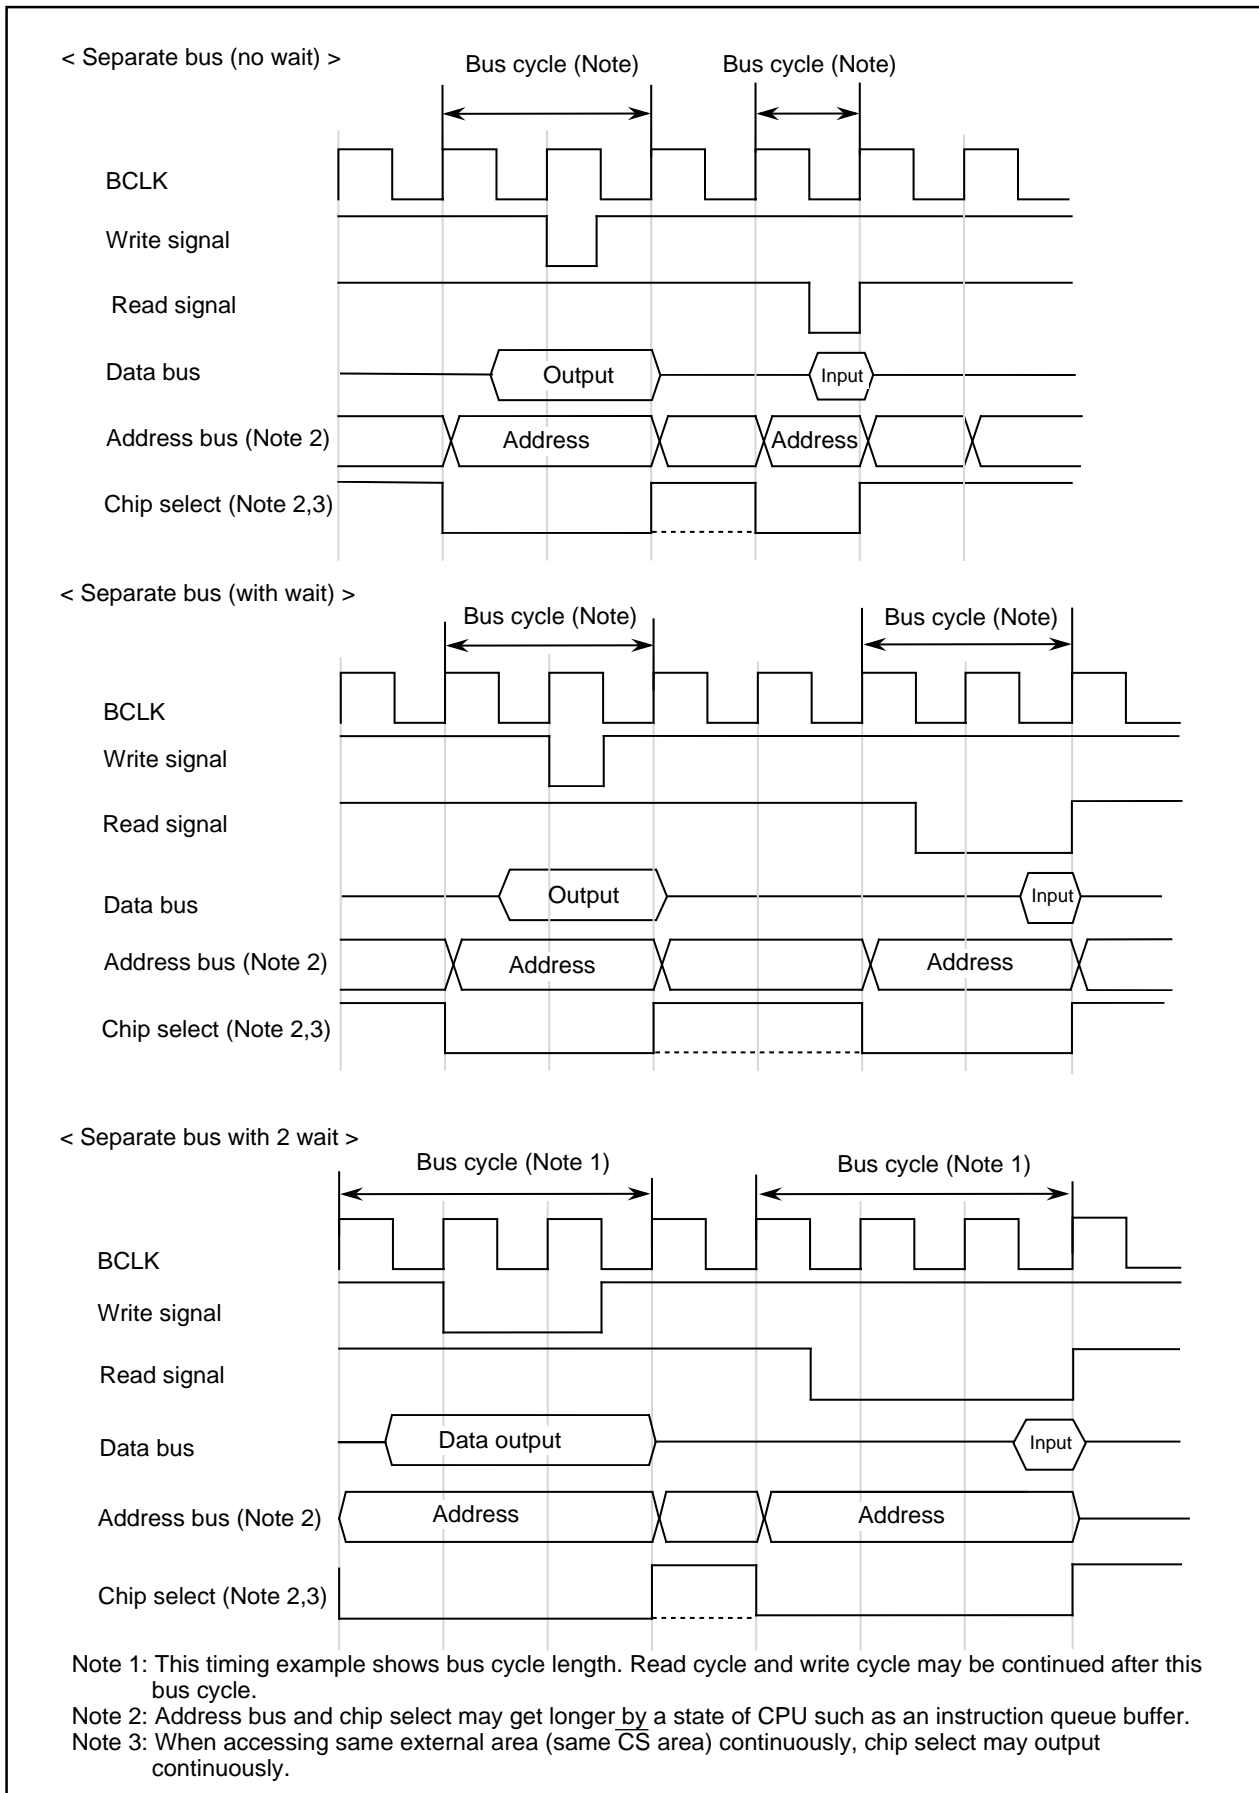 < Separate bus (no wait) >
Bus cycle (Note)
Bus cycle (Note)
BCLK
Write signal
Read signal
Data bus
Output
Input
Address bus (Note 2)
Address
Address
Chip select (Note 2,3)
< Separate bus (with wait) >
Bus cycle (Note)
Bus cycle (Note)
BCLK
Write signal
Read signal
Data bus
Output
Input
Address bus (Note 2)
Address
Address
Chip select (Note 2,3)
< Separate bus with 2 wait >
Bus cycle (Note 1)
Bus cycle (Note 1)
BCLK
Write signal
Read signal
Data bus
Data output
Input
Address bus (Note 2)
Address
Address
Chip select (Note 2,3)
Note 1: This timing example shows bus cycle length. Read cycle and write cycle may be continued after this
bus cycle.
Note 2: Address bus and chip select may get longer by a state of CPU such as an instruction queue buffer.
Note 3: When accessing same external area (same C̅S̅ area) continuously, chip select may output
continuously.